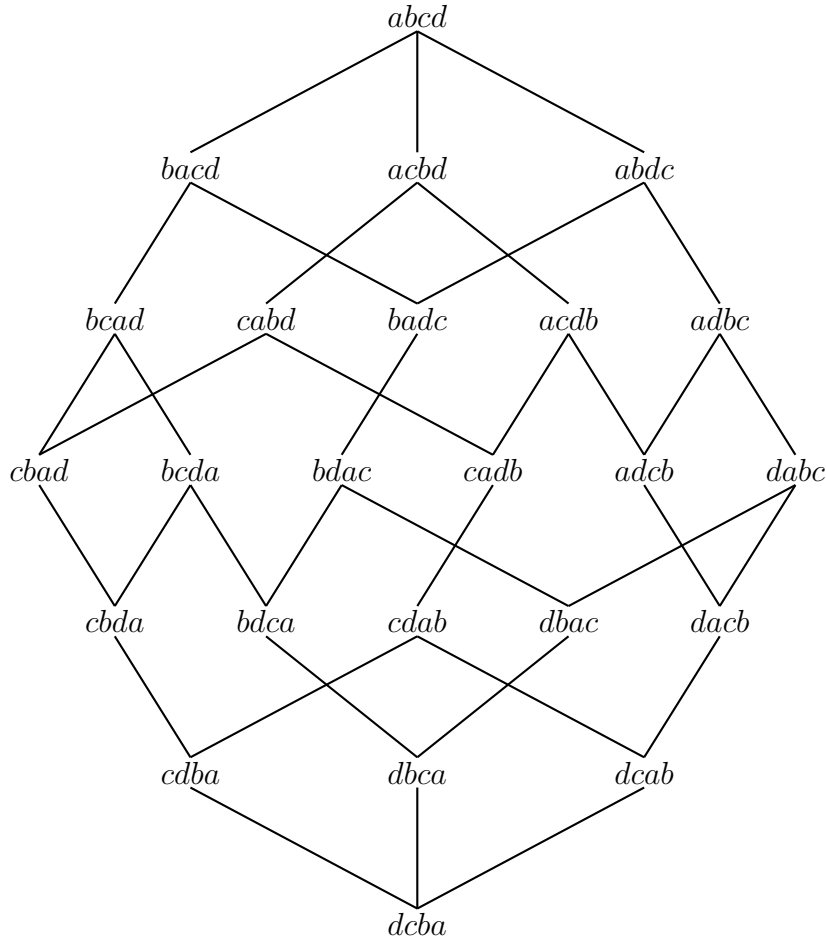 abcd
bacd acbd abdc
bcad cabd badc acdb adbc
cbad bcda bdac cadb adcb dabc
cbda bdca cdab dbac dacb
cdba dbca dcab
dcba